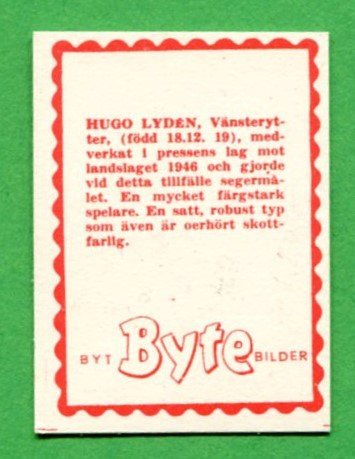 HUGO LYDÉN, Vänsteryt-
ter, (född 18.12. 19), med-
verkat i pressens lag mot
landslaget 1946 och gjorde
vid detta tillfälle segermå-
let. En mycket färgstark
spelare. En satt, robust typ
som även är oerhört skott-
farlig.
BYT Byte BILDER